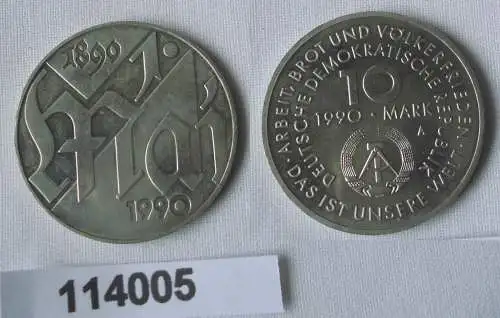 1890
1. Mai
1990
ARBEIT, BROT UND VÖLKERFRIEDEN · DAS IST UNSERE WELT ·
DEUTSCHE DEMOKRATISCHE REPUBLIK
10
1990 · MARK
A
114005